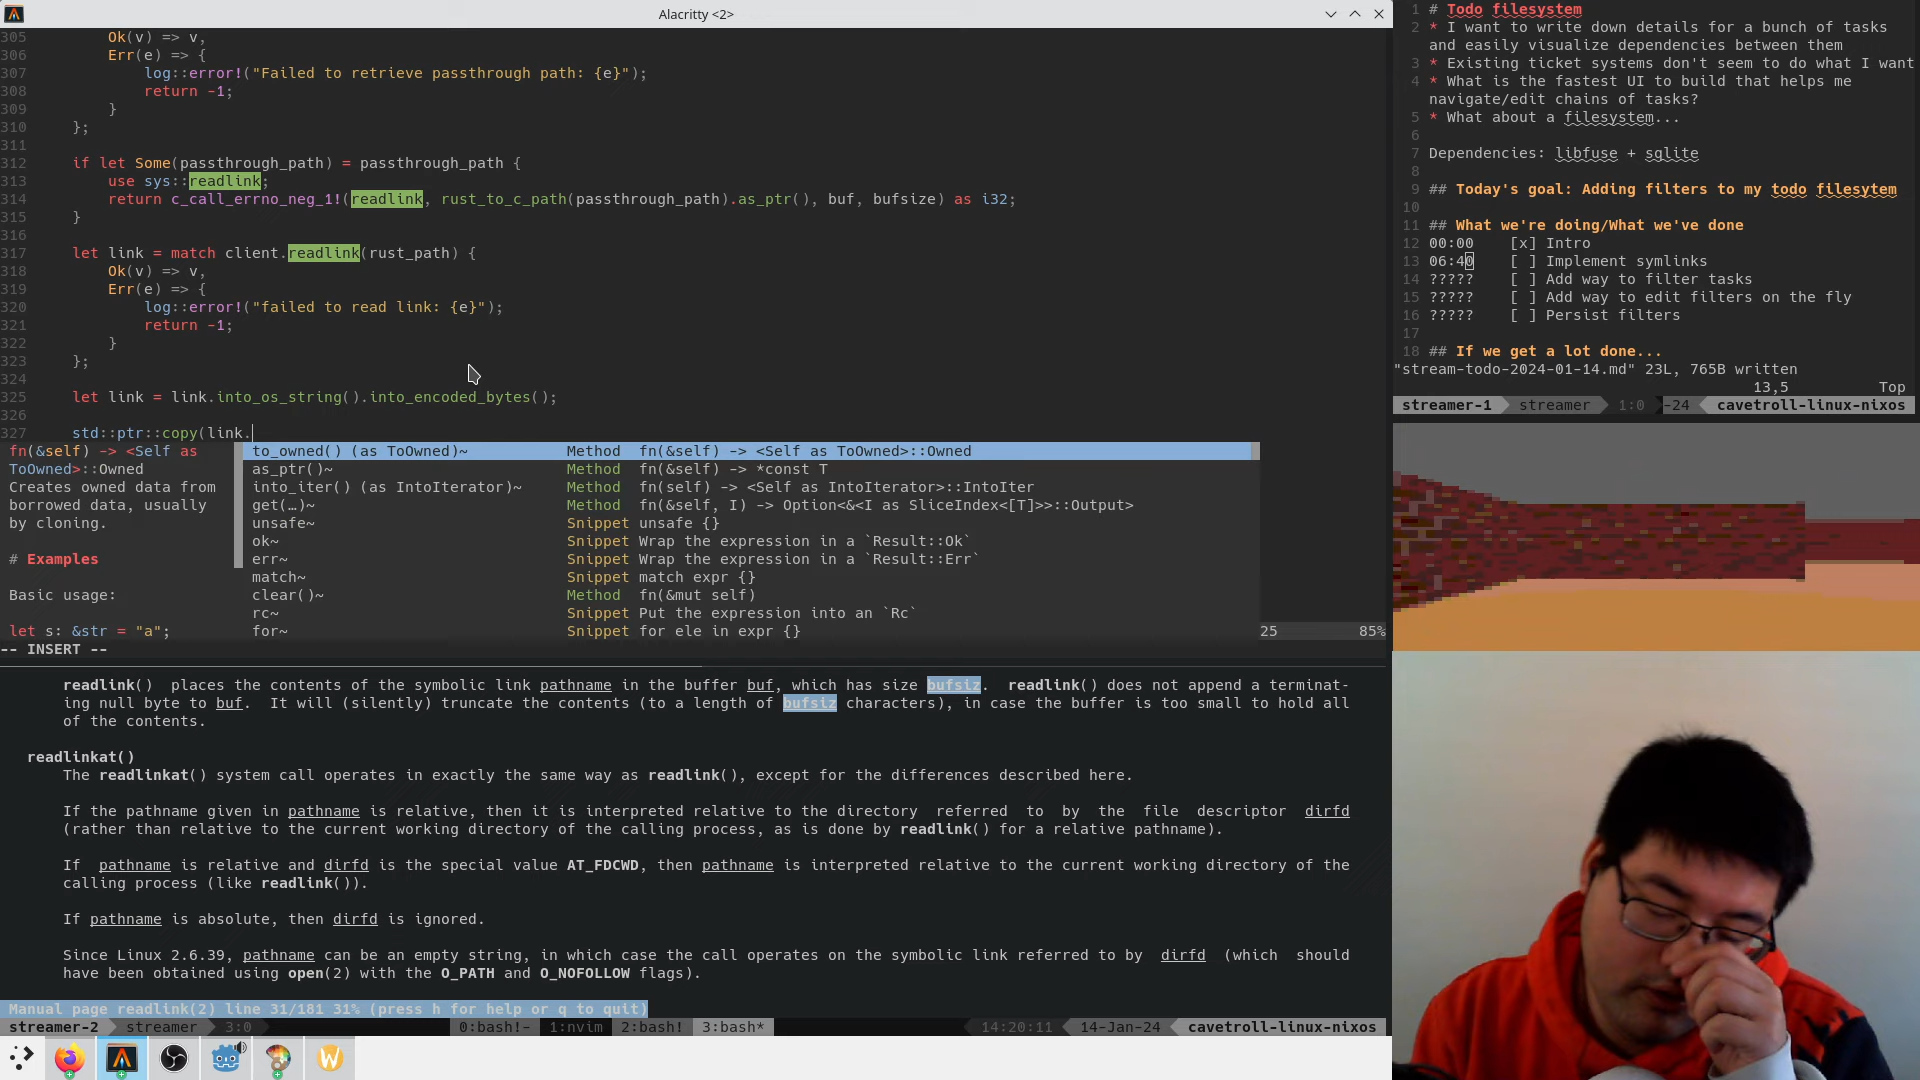 Alacritty <2>
305 Ok(v) => v,
306 Err(e) => {
307 log::error!("Failed to retrieve passthrough path: {e}");
308 return -1;
309 }
310 };
311
312 if let Some(passthrough_path) = passthrough_path {
313 use sys::readlink;
314 return c_call_errno_neg_1!(readlink, rust_to_c_path(passthrough_path).as_ptr(), buf, bufsize) as i32;
315 }
316
317 let link = match client.readlink(rust_path) {
318 Ok(v) => v,
319 Err(e) => {
320 log::error!("failed to read link: {e}");
321 return -1;
322 }
323 };
324
325 let link = link.into_os_string().into_encoded_bytes();
326
327 std::ptr::copy(link.
fn(&self) -> <Self as
ToOwned>::Owned
Creates owned data from
borrowed data, usually
by cloning.
# Examples
Basic usage:
let s: &str = "a";
to_owned() (as ToOwned)~ Method fn(&self) -> <Self as ToOwned>::Owned
as_ptr()~ Method fn(&self) -> *const T
into_iter() (as IntoIterator)~ Method fn(self) -> <Self as IntoIterator>::IntoIter
get(…)~ Method fn(&self, I) -> Option<&<I as SliceIndex<[T]>>::Output>
unsafe~ Snippet unsafe {}
ok~ Snippet Wrap the expression in a `Result::Ok`
err~ Snippet Wrap the expression in a `Result::Err`
match~ Snippet match expr {}
clear()~ Method fn(&mut self)
rc~ Snippet Put the expression into an `Rc`
for~ Snippet for ele in expr {}
25 85%
-- INSERT --
readlink() places the contents of the symbolic link pathname in the buffer buf, which has size bufsiz. readlink() does not append a terminat-
ing null byte to buf. It will (silently) truncate the contents (to a length of bufsiz characters), in case the buffer is too small to hold all
of the contents.
readlinkat()
The readlinkat() system call operates in exactly the same way as readlink(), except for the differences described here.
If the pathname given in pathname is relative, then it is interpreted relative to the directory referred to by the file descriptor dirfd
(rather than relative to the current working directory of the calling process, as is done by readlink() for a relative pathname).
If pathname is relative and dirfd is the special value AT_FDCWD, then pathname is interpreted relative to the current working directory of the
calling process (like readlink()).
If pathname is absolute, then dirfd is ignored.
Since Linux 2.6.39, pathname can be an empty string, in which case the call operates on the symbolic link referred to by dirfd (which should
have been obtained using open(2) with the O_PATH and O_NOFOLLOW flags).
Manual page readlink(2) line 31/181 31% (press h for help or q to quit)
streamer-2 streamer 3:0 0:bash!- 1:nvim 2:bash! 3:bash* 14:20:11 14-Jan-24 cavetroll-linux-nixos
1 # Todo filesystem
2 * I want to write down details for a bunch of tasks
and easily visualize dependencies between them
3 * Existing ticket systems don't seem to do what I want
4 * What is the fastest UI to build that helps me
navigate/edit chains of tasks?
5 * What about a filesystem...
6
7 Dependencies: libfuse + sqlite
8
9 ## Today's goal: Adding filters to my todo filesytem
10
11 ## What we're doing/What we've done
12 00:00 [x] Intro
13 06:40 [ ] Implement symlinks
14 ????? [ ] Add way to filter tasks
15 ????? [ ] Add way to edit filters on the fly
16 ????? [ ] Persist filters
17
18 ## If we get a lot done...
"stream-todo-2024-01-14.md" 23L, 765B written
13,5 Top
streamer-1 streamer 1:0 -24 cavetroll-linux-nixos